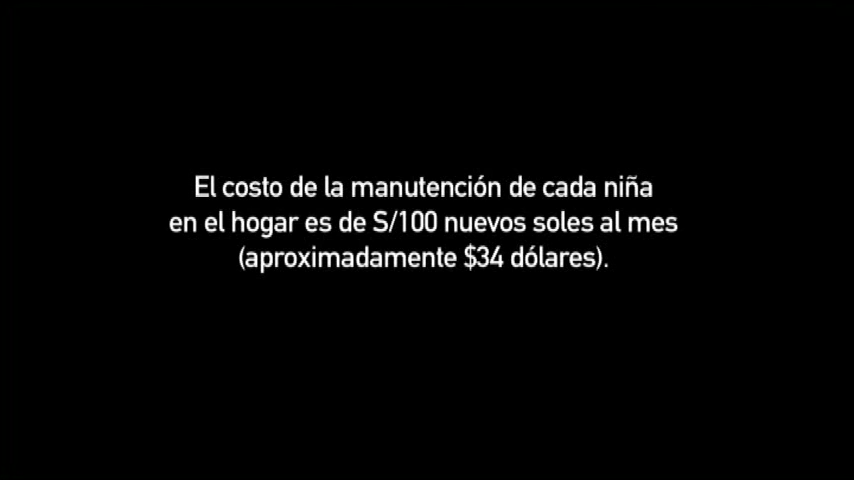 El costo de la manutención de cada niña
en el hogar es de S/100 nuevos soles al mes
(aproximadamente $34 dólares).